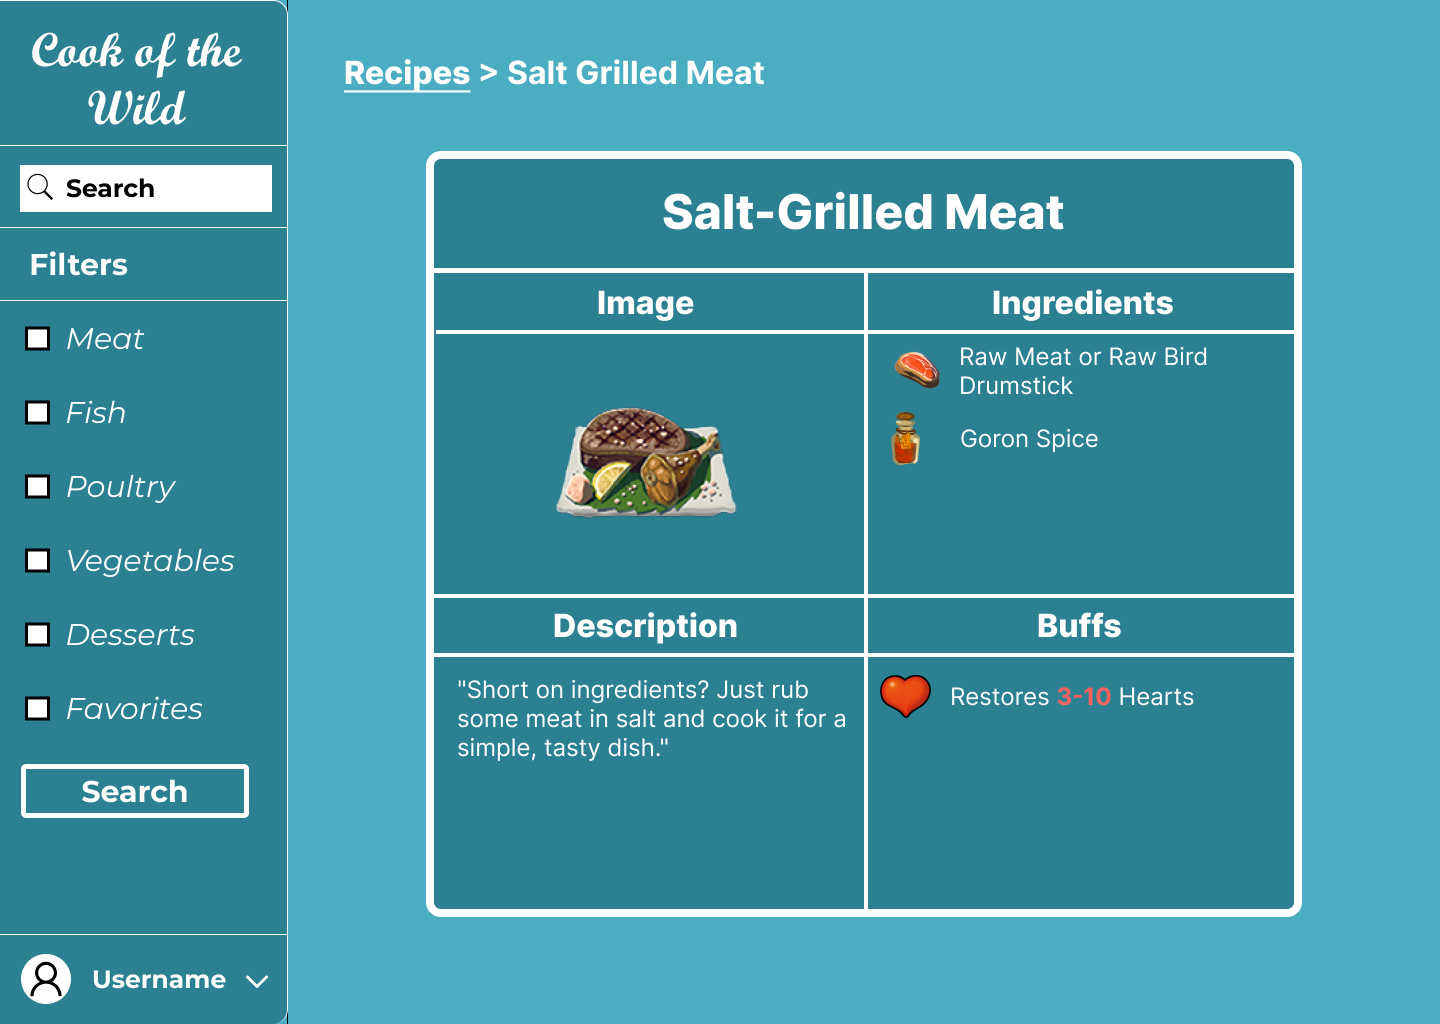 Cook of the
Wild
Search
Filters
Meat
Fish
Poultry
Vegetables
Desserts
Favorites
Search
Username
Recipes > Salt Grilled Meat
Salt-Grilled Meat
Image
Ingredients
Raw Meat or Raw Bird
Drumstick
Goron Spice
Description
Buffs
"Short on ingredients? Just rub
some meat in salt and cook it for a
simple, tasty dish."
Restores 3-10 Hearts